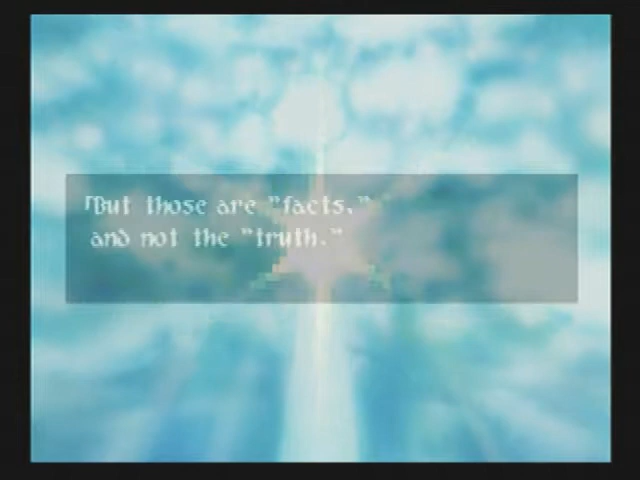 「But those are "facts,"
and not the "truth."